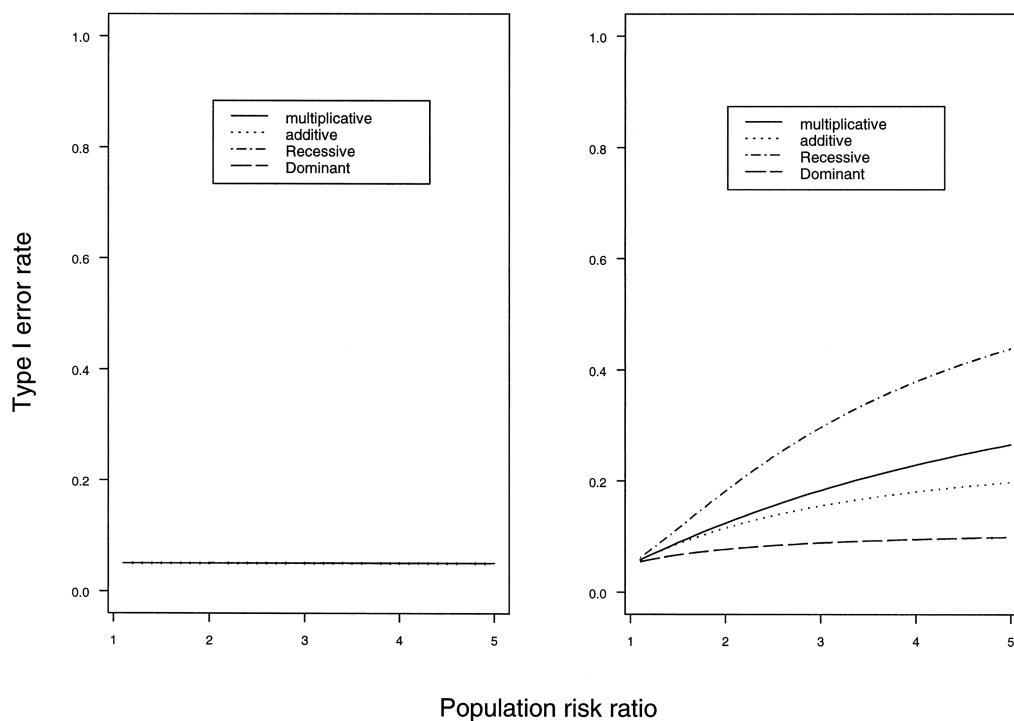 Type I error rate
1.0
0.8
0.6
0.4
0.2
0.0
multiplicative
additive
Recessive
Dominant
1 2 3 4 5
1.0
0.8
0.6
0.4
0.2
0.0
multiplicative
additive
Recessive
Dominant
1 2 3 4 5
Population risk ratio